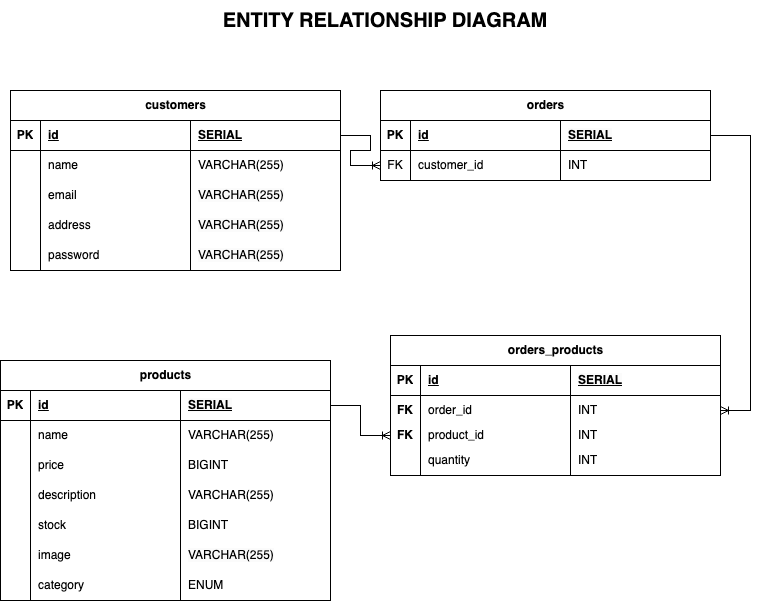 ENTITY RELATIONSHIP DIAGRAM
customers
PK id SERIAL
name VARCHAR(255)
email VARCHAR(255)
address VARCHAR(255)
password VARCHAR(255)
orders
PK id SERIAL
FK customer_id INT
products
PK id SERIAL
name VARCHAR(255)
price BIGINT
description VARCHAR(255)
stock BIGINT
image VARCHAR(255)
category ENUM
orders_products
PK id SERIAL
FK order_id INT
FK product_id INT
quantity INT